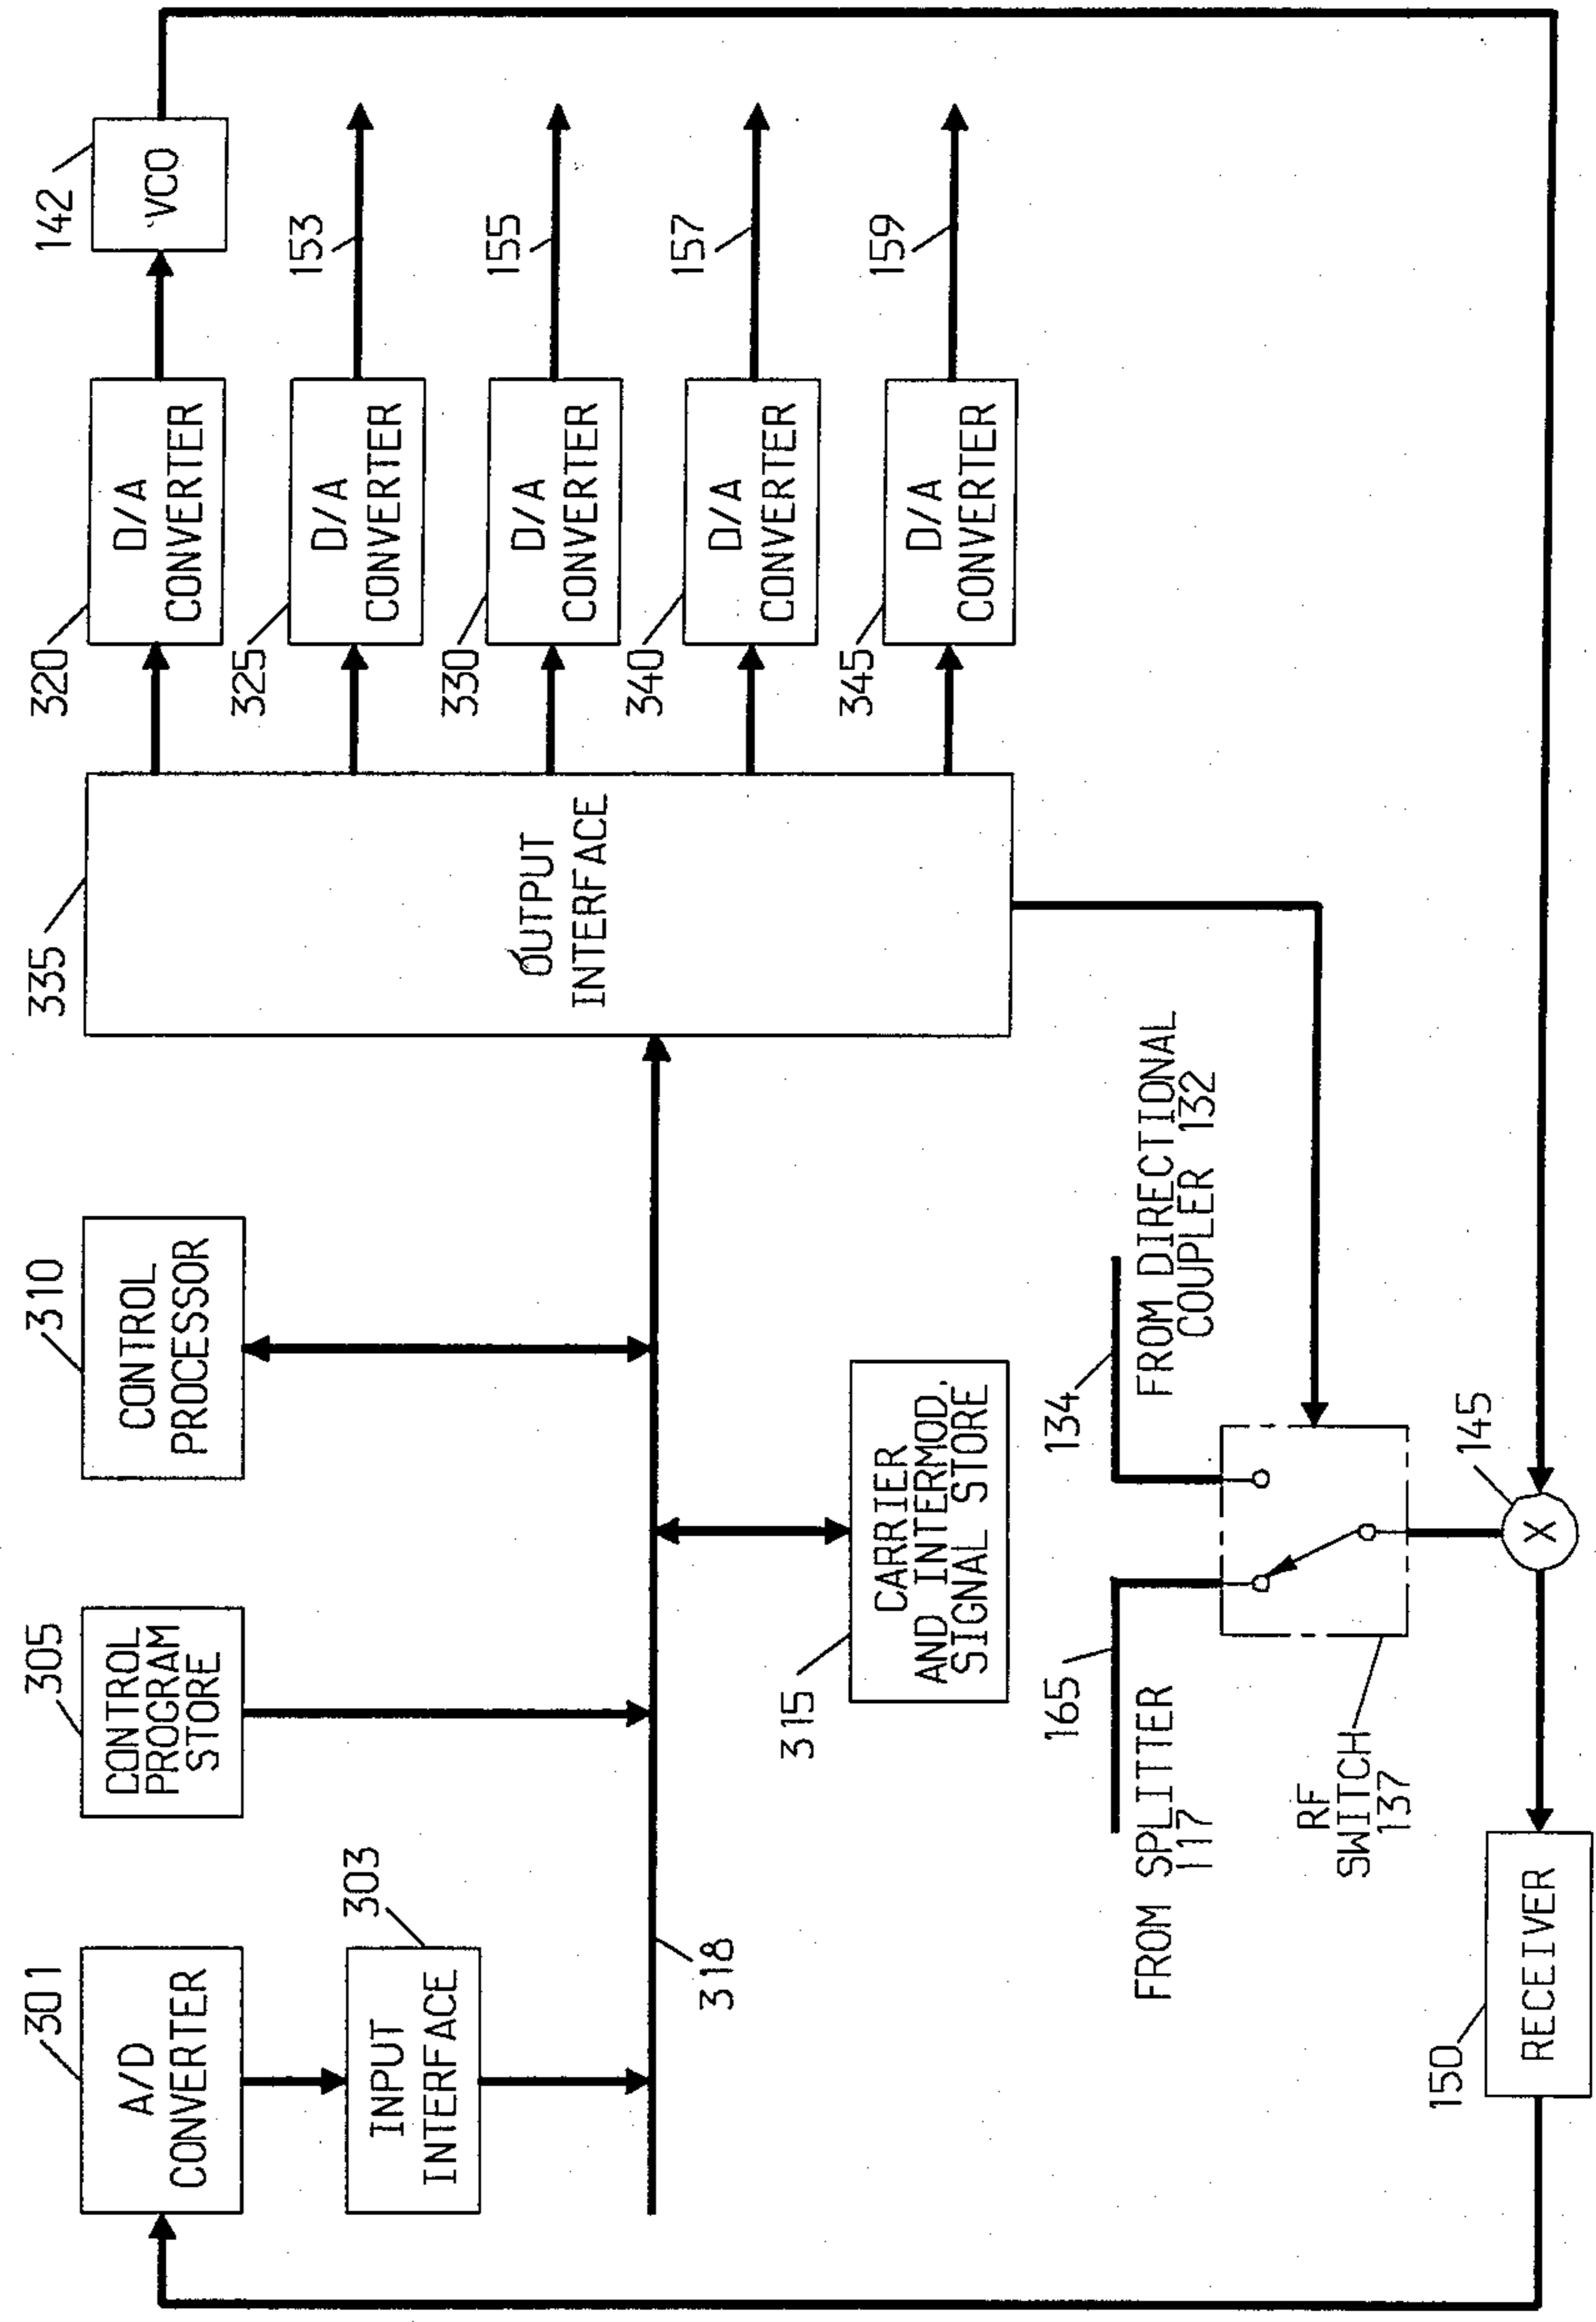 301
A/D
CONVERTER
305
CONTROL
PROGRAM
STORE
310
CONTROL
PROCESSOR
335
OUTPUT
INTERFACE
320
D/A
CONVERTER
142
VCO
303
INPUT
INTERFACE
325
D/A
CONVERTER
153
330
D/A
CONVERTER
155
340
D/A
CONVERTER
157
345
D/A
CONVERTER
159
318
315
CARRIER
AND INTERMOD.
SIGNAL STORE
165
FROM SPLITTER
117
134
FROM DIRECTIONAL
COUPLER 132
RF
SWITCH
137
145
X
150
RECEIVER